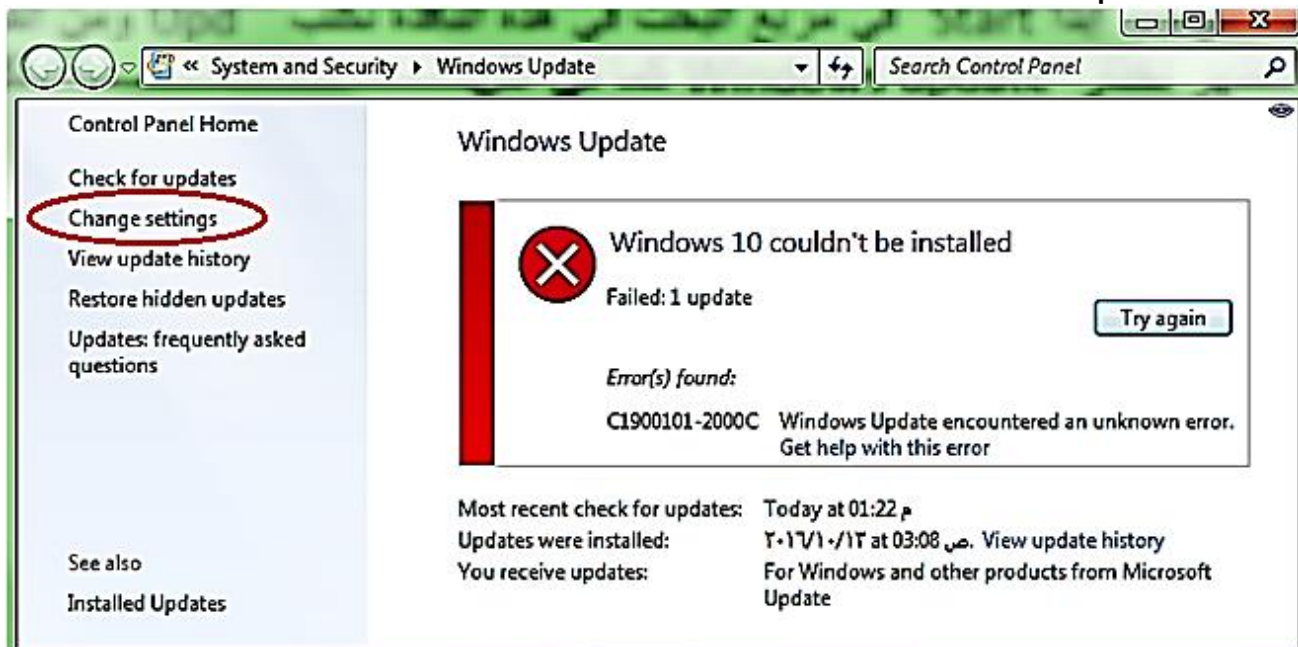 « System and Security ▸ Windows Update
Search Control Panel
Control Panel Home
Check for updates
Change settings
View update history
Restore hidden updates
Updates: frequently asked
questions
See also
Installed Updates
Windows Update
Windows 10 couldn't be installed
Failed: 1 update
Try again
Error(s) found:
C1900101-2000C Windows Update encountered an unknown error.
Get help with this error
Most recent check for updates: Today at 01:22 م
Updates were installed: ٢٠١٦/١٠/١٣ at 03:08 ص. View update history
You receive updates: For Windows and other products from Microsoft
Update